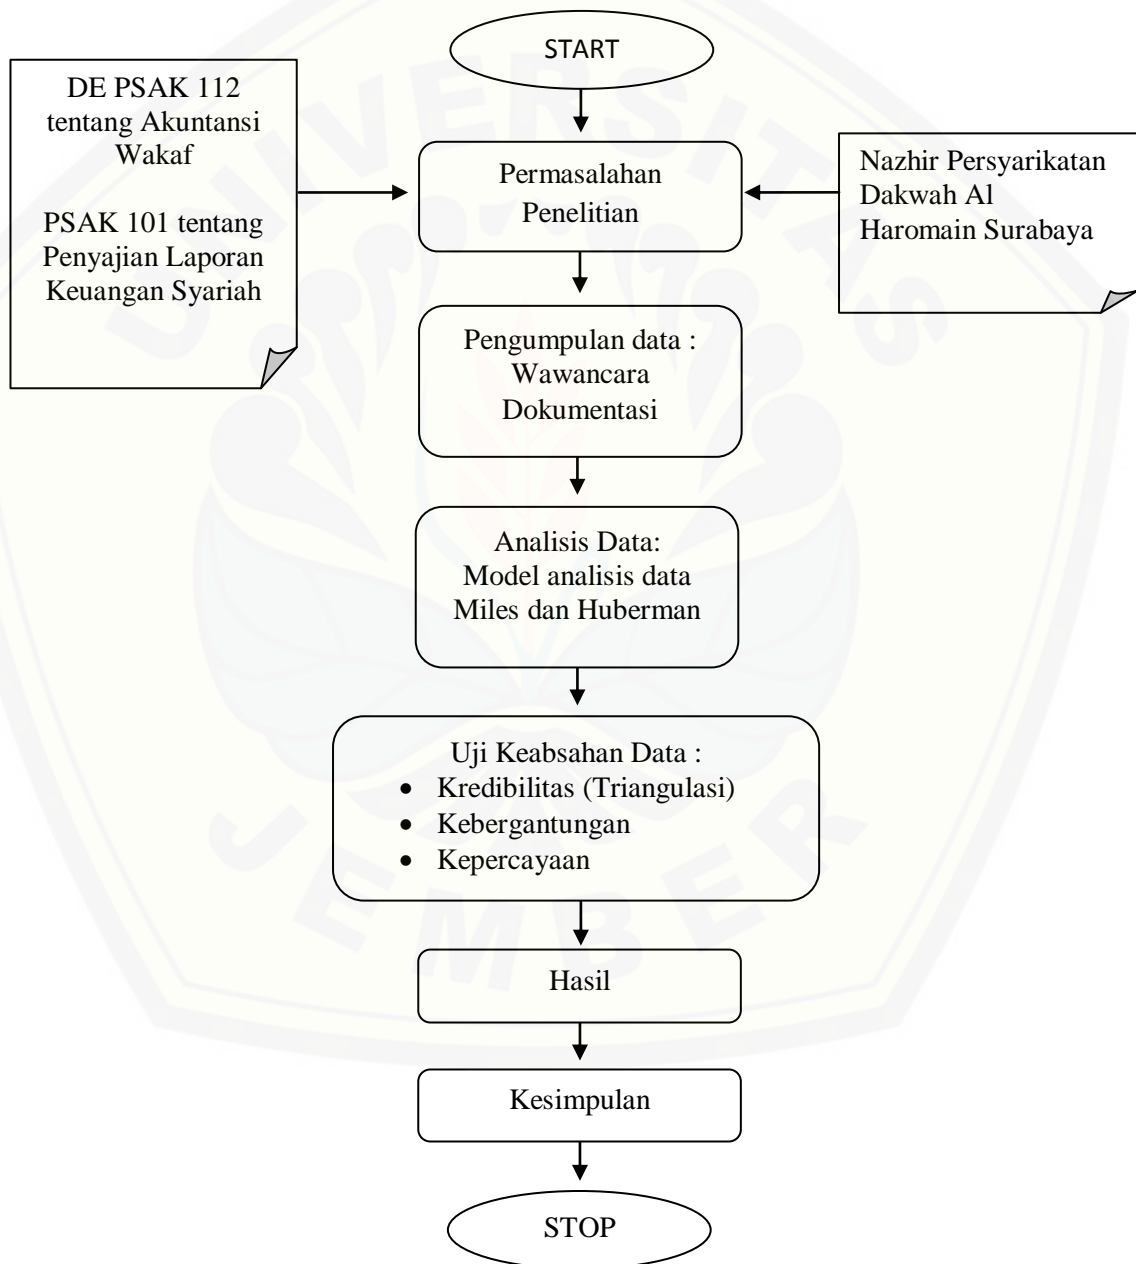 START
DE PSAK 112
tentang Akuntansi
Wakaf
PSAK 101 tentang
Penyajian Laporan
Keuangan Syariah
Permasalahan
Penelitian
Nazhir Persyarikatan
Dakwah Al
Haromain Surabaya
Pengumpulan data :
Wawancara
Dokumentasi
Analisis Data:
Model analisis data
Miles dan Huberman
Uji Keabsahan Data :
• Kredibilitas (Triangulasi)
• Kebergantungan
• Kepercayaan
Hasil
Kesimpulan
STOP
UNIVERSITAS
JEMBER